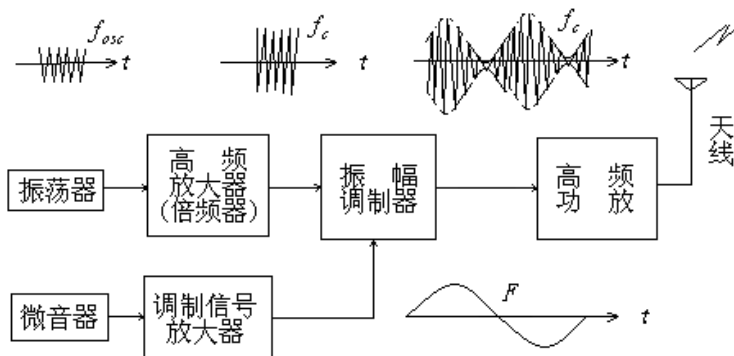 f_osc
t
f_c
t
f_c
t
天线
振荡器
高 频
放大器
(倍频器)
振 幅
调制器
高 频
功 放
微音器
调制信号
放大器
F
t